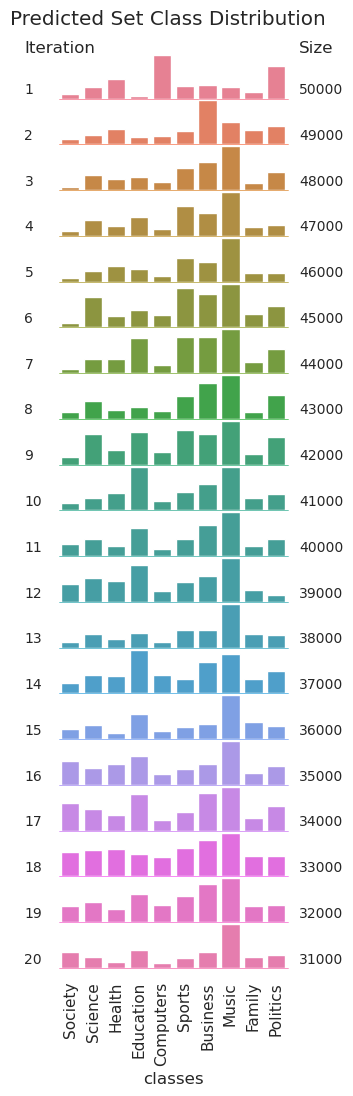 Predicted Set Class Distribution
Iteration Size
1 50000
2 49000
3 48000
4 47000
5 46000
6 45000
7 44000
8 43000
9 42000
10 41000
11 40000
12 39000
13 38000
14 37000
15 36000
16 35000
17 34000
18 33000
19 32000
20 31000
Society
Science
Health
Education
Computers
Sports
Business
Music
Family
Politics
classes